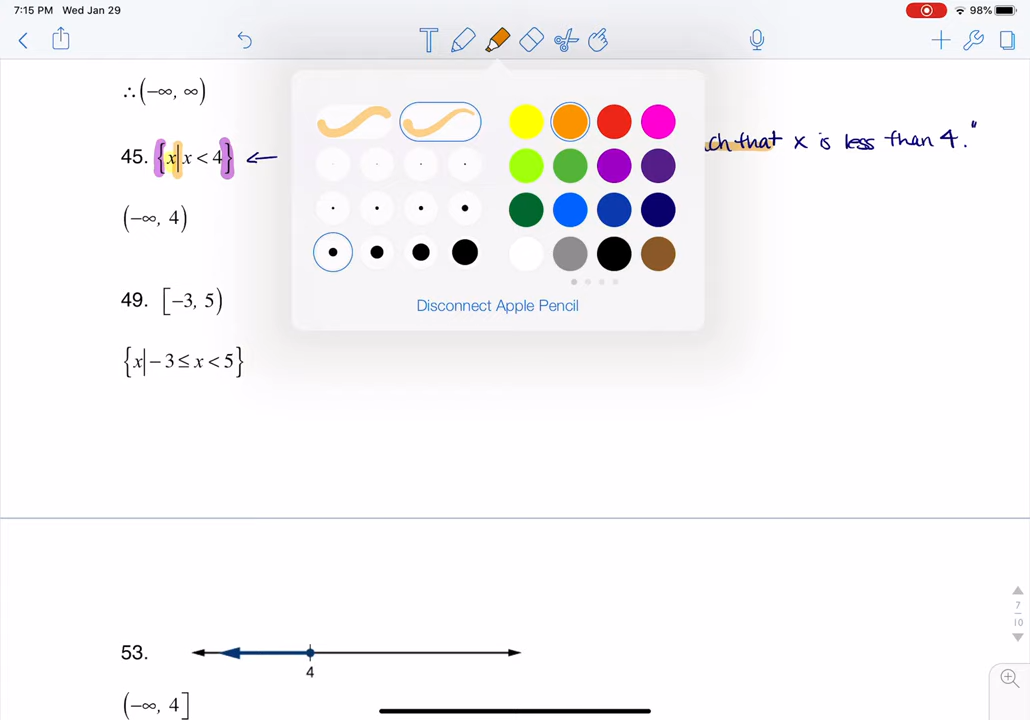 7:15 PM Wed Jan 29
98%
T
∴(−∞, ∞)
45. {x|x < 4} ←
ch that x is less than 4."
(−∞, 4)
49. [−3, 5)
Disconnect Apple Pencil
{x|−3 ≤ x < 5}
7
10
53.
4
(−∞, 4]